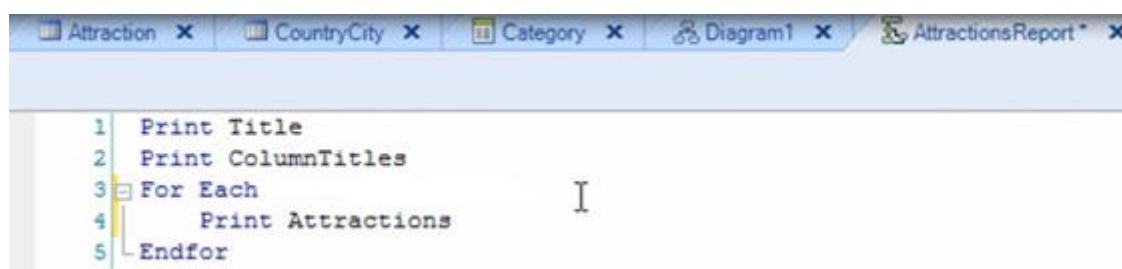 Attraction CountryCity Category Diagram1 AttractionsReport *
1 Print Title
2 Print ColumnTitles
3 For Each
4 Print Attractions
5 Endfor